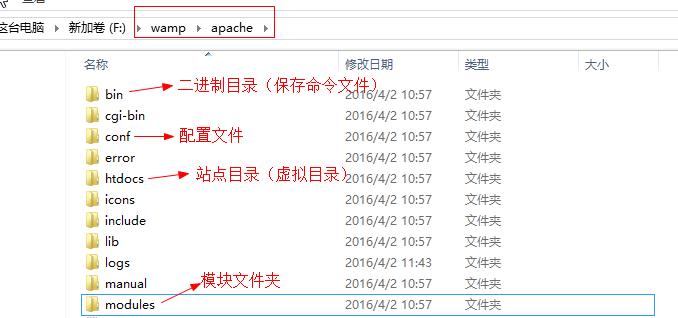 这台电脑 ▸ 新加卷 (F:) ▸ wamp ▸ apache ▸
名称 修改日期 类型 大小
bin 二进制目录（保存命令文件） 2016/4/2 10:57 文件夹
cgi-bin 2016/4/2 10:57 文件夹
conf 配置文件 2016/4/2 10:57 文件夹
error 2016/4/2 10:57 文件夹
htdocs 站点目录（虚拟目录） 2016/4/2 10:57 文件夹
icons 2016/4/2 10:57 文件夹
include 2016/4/2 10:57 文件夹
lib 2016/4/2 10:57 文件夹
logs 2016/4/2 11:43 文件夹
manual 2016/4/2 10:57 文件夹
modules 模块文件夹 2016/4/2 10:57 文件夹